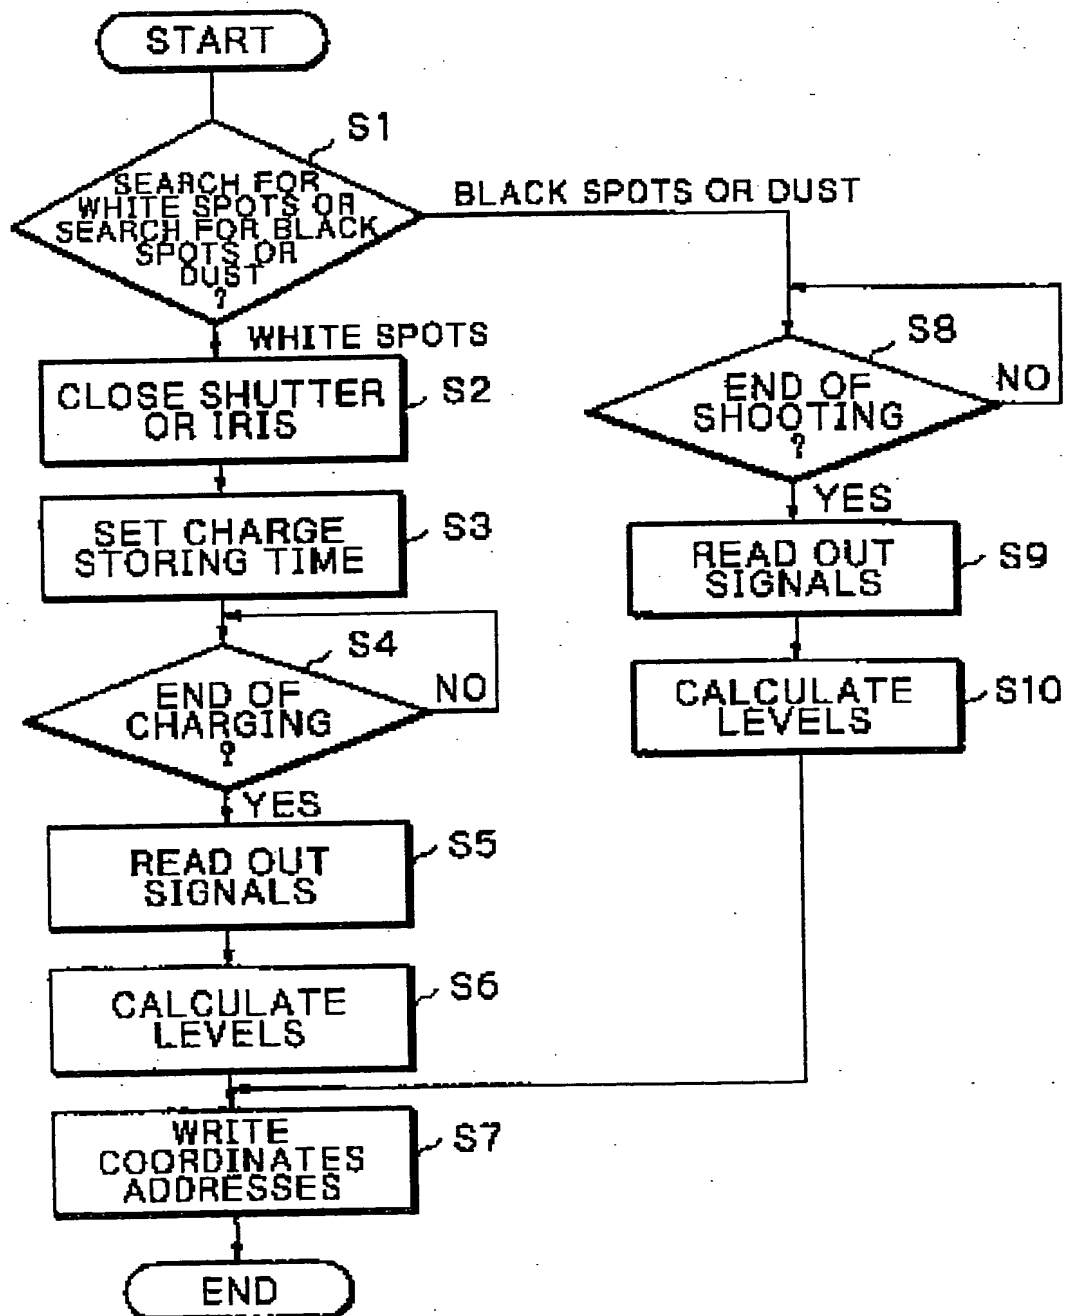 START
S1
SEARCH FOR
WHITE SPOTS OR
SEARCH FOR BLACK
SPOTS OR
DUST
?
BLACK SPOTS OR DUST
WHITE SPOTS
CLOSE SHUTTER
OR IRIS
S2
SET CHARGE
STORING TIME
S3
S4
END OF
CHARGING
?
NO
YES
READ OUT
SIGNALS
S5
CALCULATE
LEVELS
S6
S8
END OF
SHOOTING
?
NO
YES
READ OUT
SIGNALS
S9
CALCULATE
LEVELS
S10
WRITE
COORDINATES
ADDRESSES
S7
END